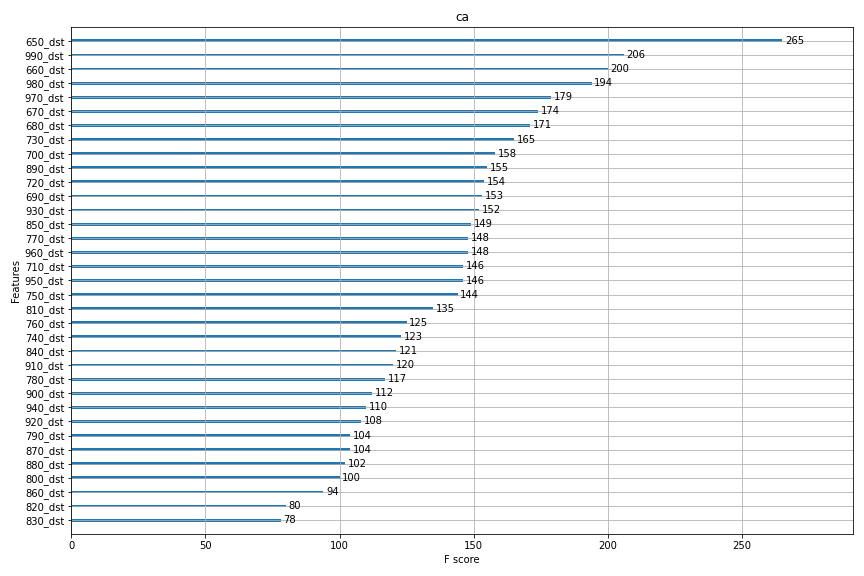 ca
650_dst 265
990_dst 206
660_dst 200
980_dst 194
970_dst 179
670_dst 174
680_dst 171
730_dst 165
700_dst 158
890_dst 155
720_dst 154
690_dst 153
930_dst 152
850_dst 149
770_dst 148
960_dst 148
710_dst 146
950_dst 146
750_dst 144
810_dst 135
760_dst 125
740_dst 123
840_dst 121
910_dst 120
780_dst 117
900_dst 112
940_dst 110
920_dst 108
790_dst 104
870_dst 104
880_dst 102
800_dst 100
860_dst 94
820_dst 80
830_dst 78
Features
0 50 100 150 200 250
F score